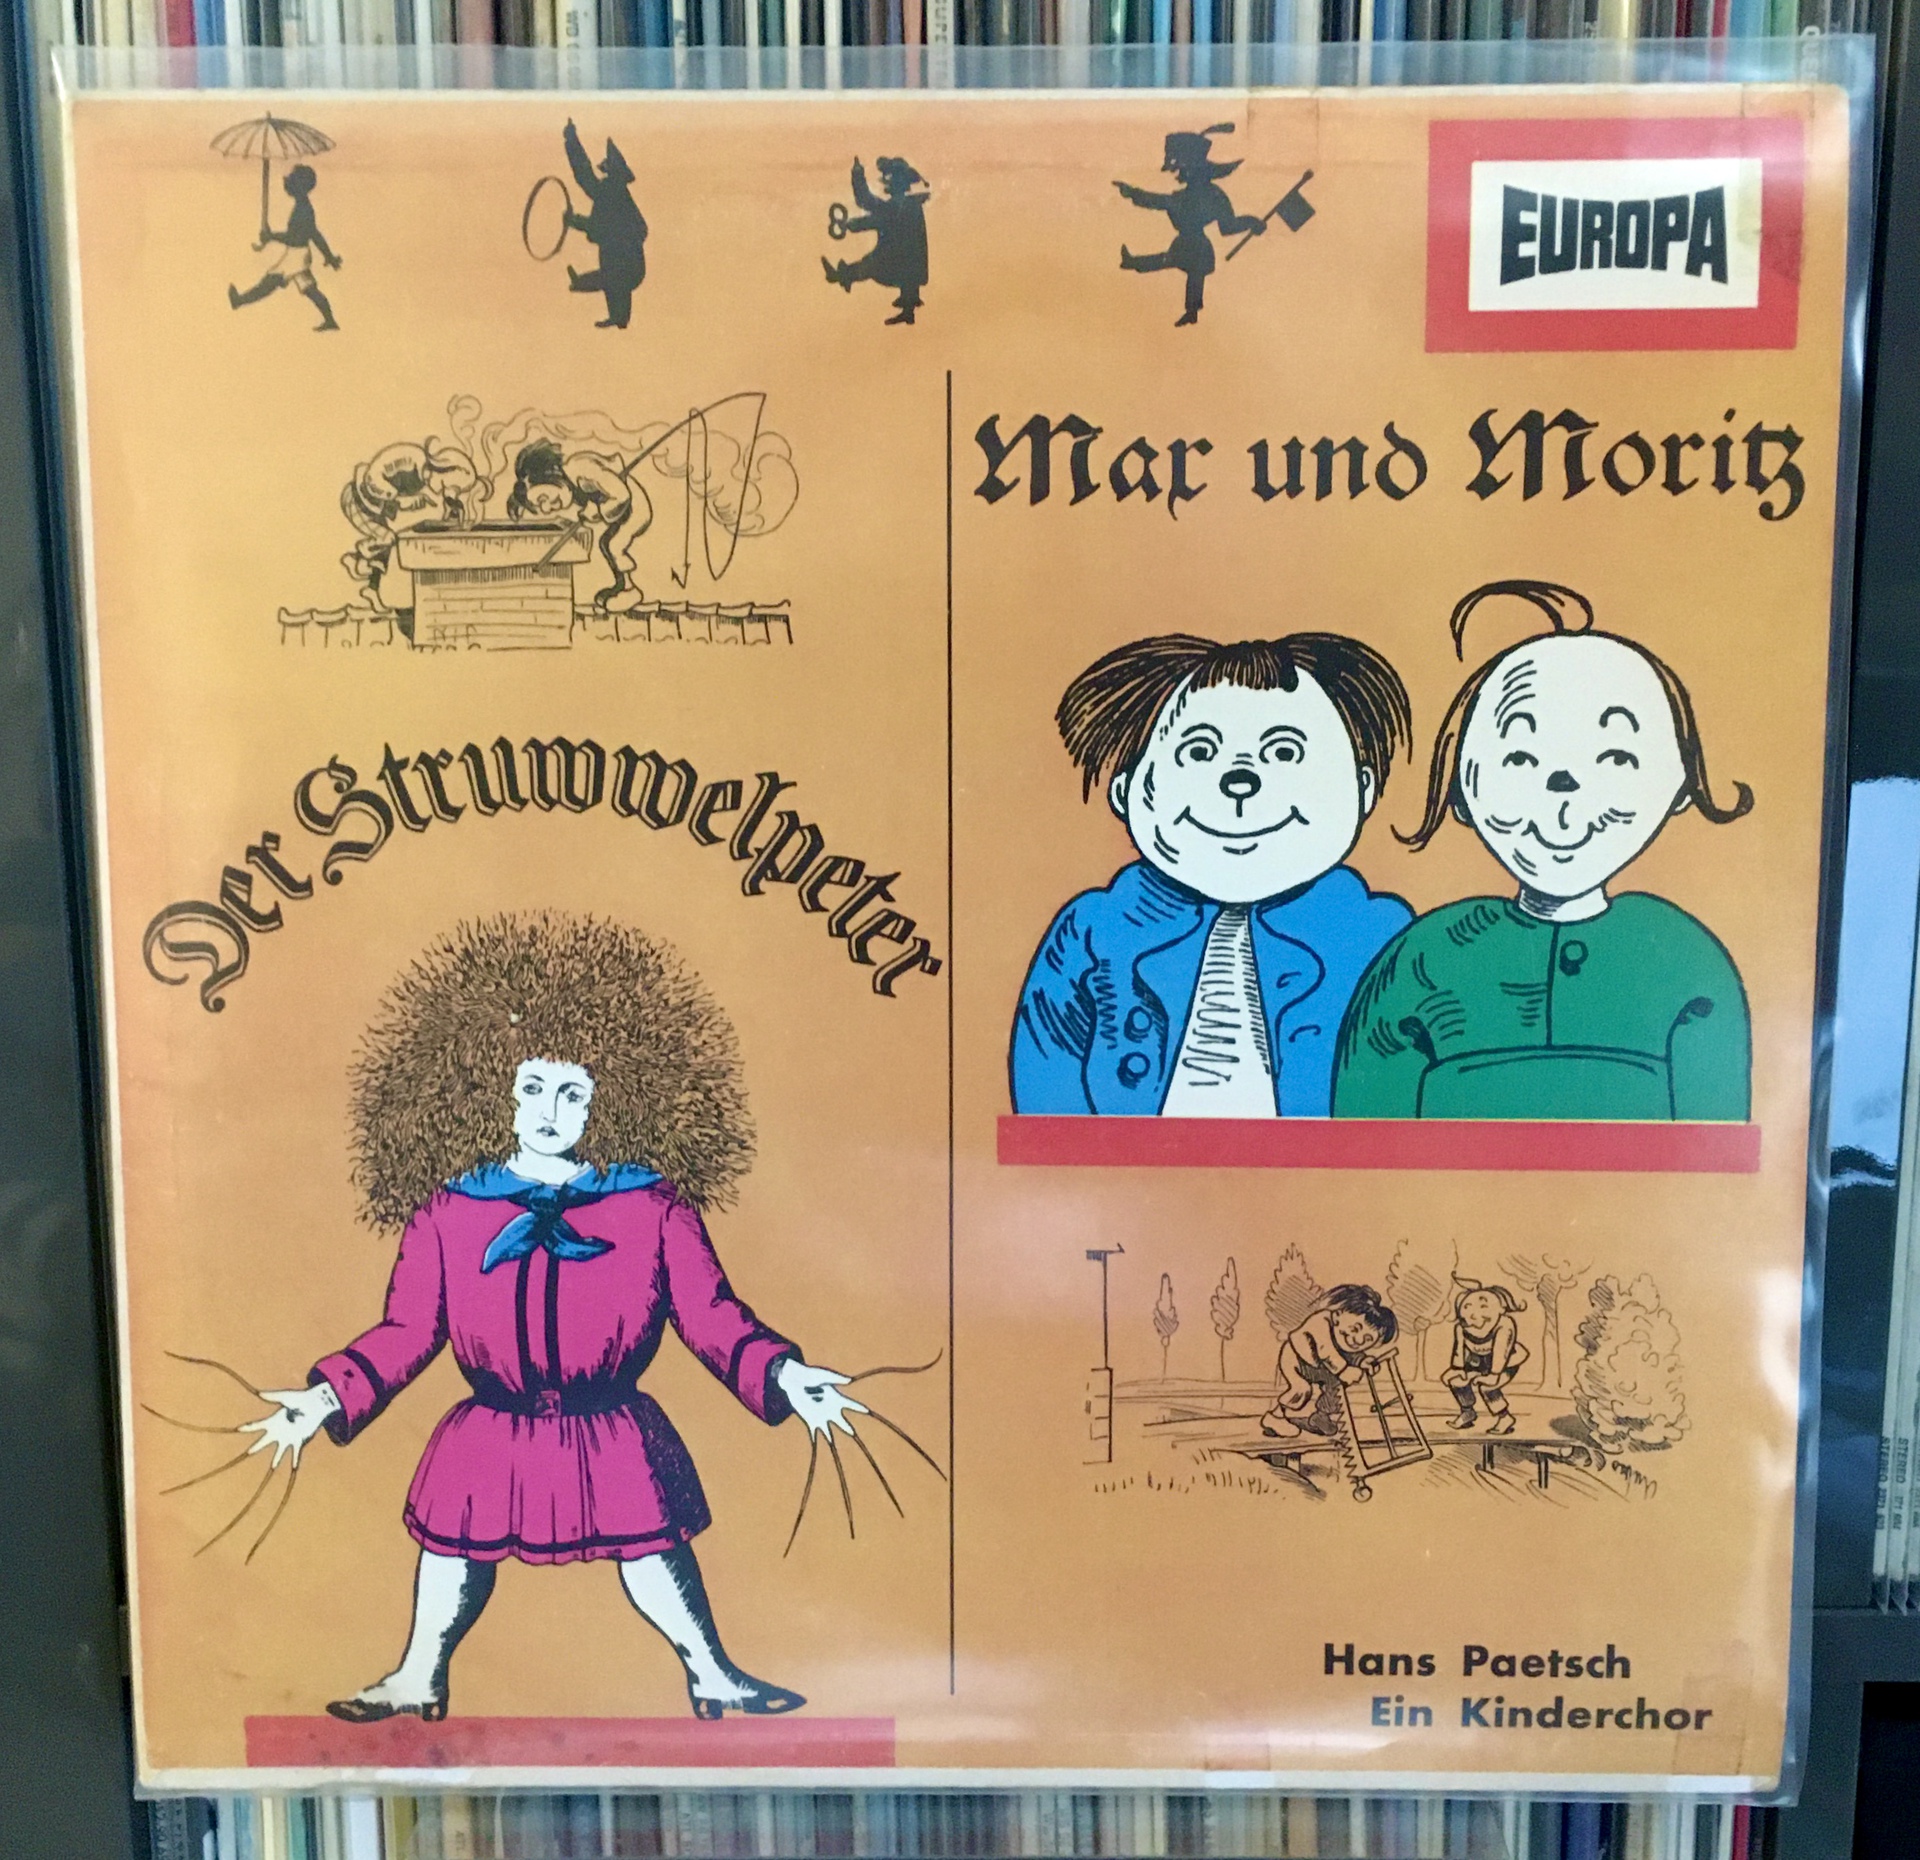 EUROPA
Max und Moritz
Der Struwwelpeter
Hans Paetsch
Ein Kinderchor